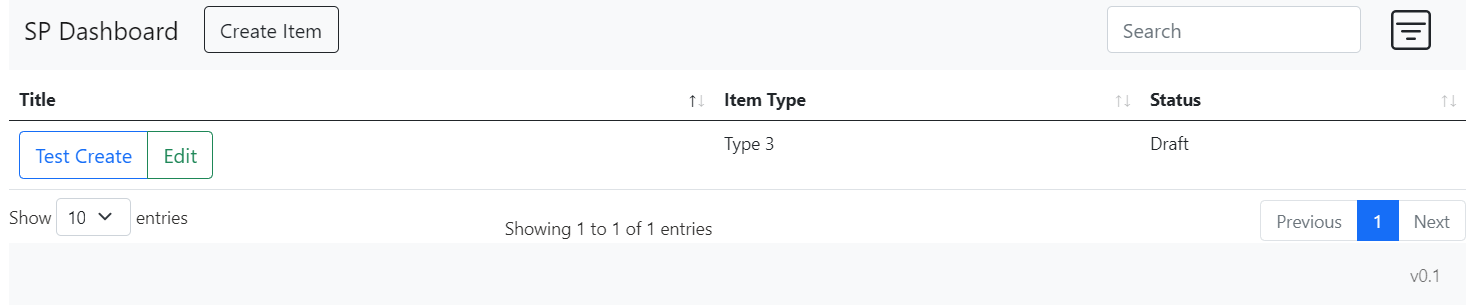 SP Dashboard Create Item Search
Title Item Type Status
Test Create Edit Type 3 Draft
Show 10 entries Showing 1 to 1 of 1 entries Previous 1 Next
v0.1